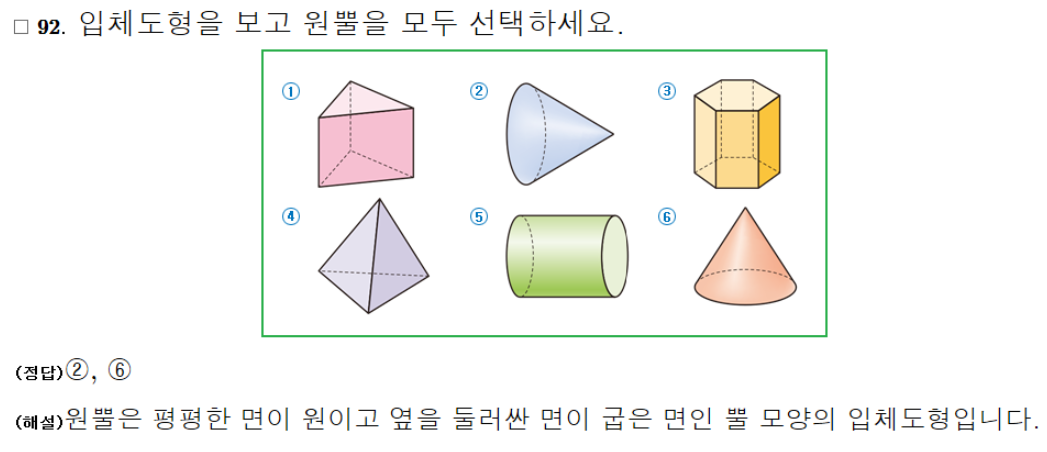 □ 92. 입체도형을 보고 원뿔을 모두 선택하세요.
① ② ③
④ ⑤ ⑥
(정답)②, ⑥
(해설)원뿔은 평평한 면이 원이고 옆을 둘러싼 면이 굽은 면인 뿔 모양의 입체도형입니다.